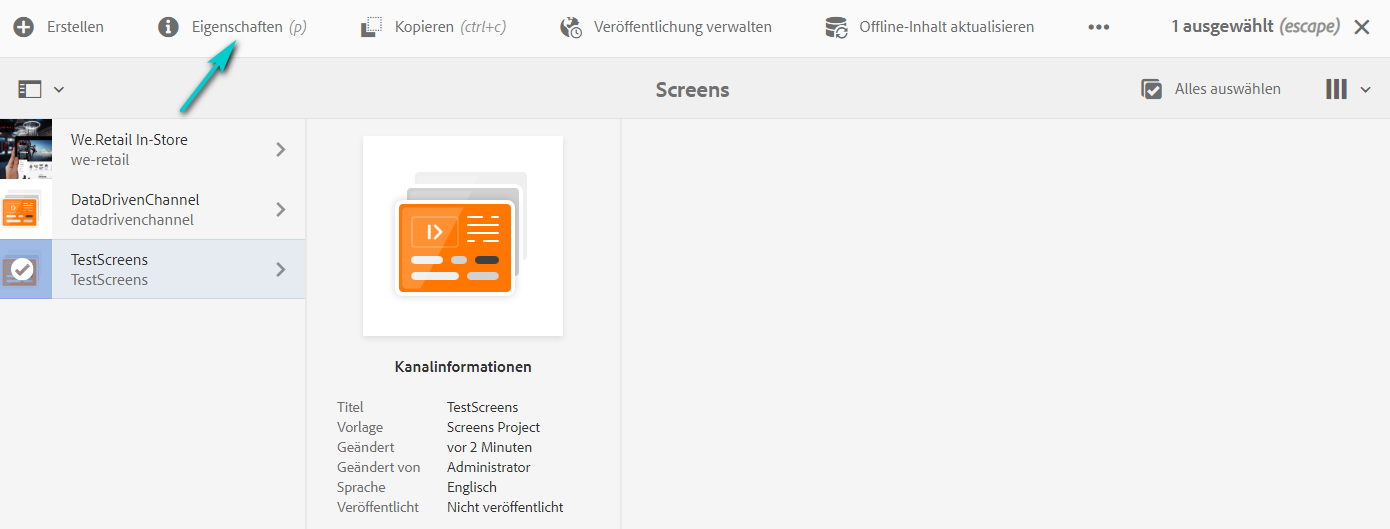 Erstellen Eigenschaften (p) Kopieren (ctrl+c) Veröffentlichung verwalten Offline-Inhalt aktualisieren ••• 1 ausgewählt (escape)
Screens Alles auswählen
We.Retail In-Store
we-retail
DataDrivenChannel
datadrivenchannel
TestScreens
TestScreens
Kanalinformationen
Titel TestScreens
Vorlage Screens Project
Geändert vor 2 Minuten
Geändert von Administrator
Sprache Englisch
Veröffentlicht Nicht veröffentlicht